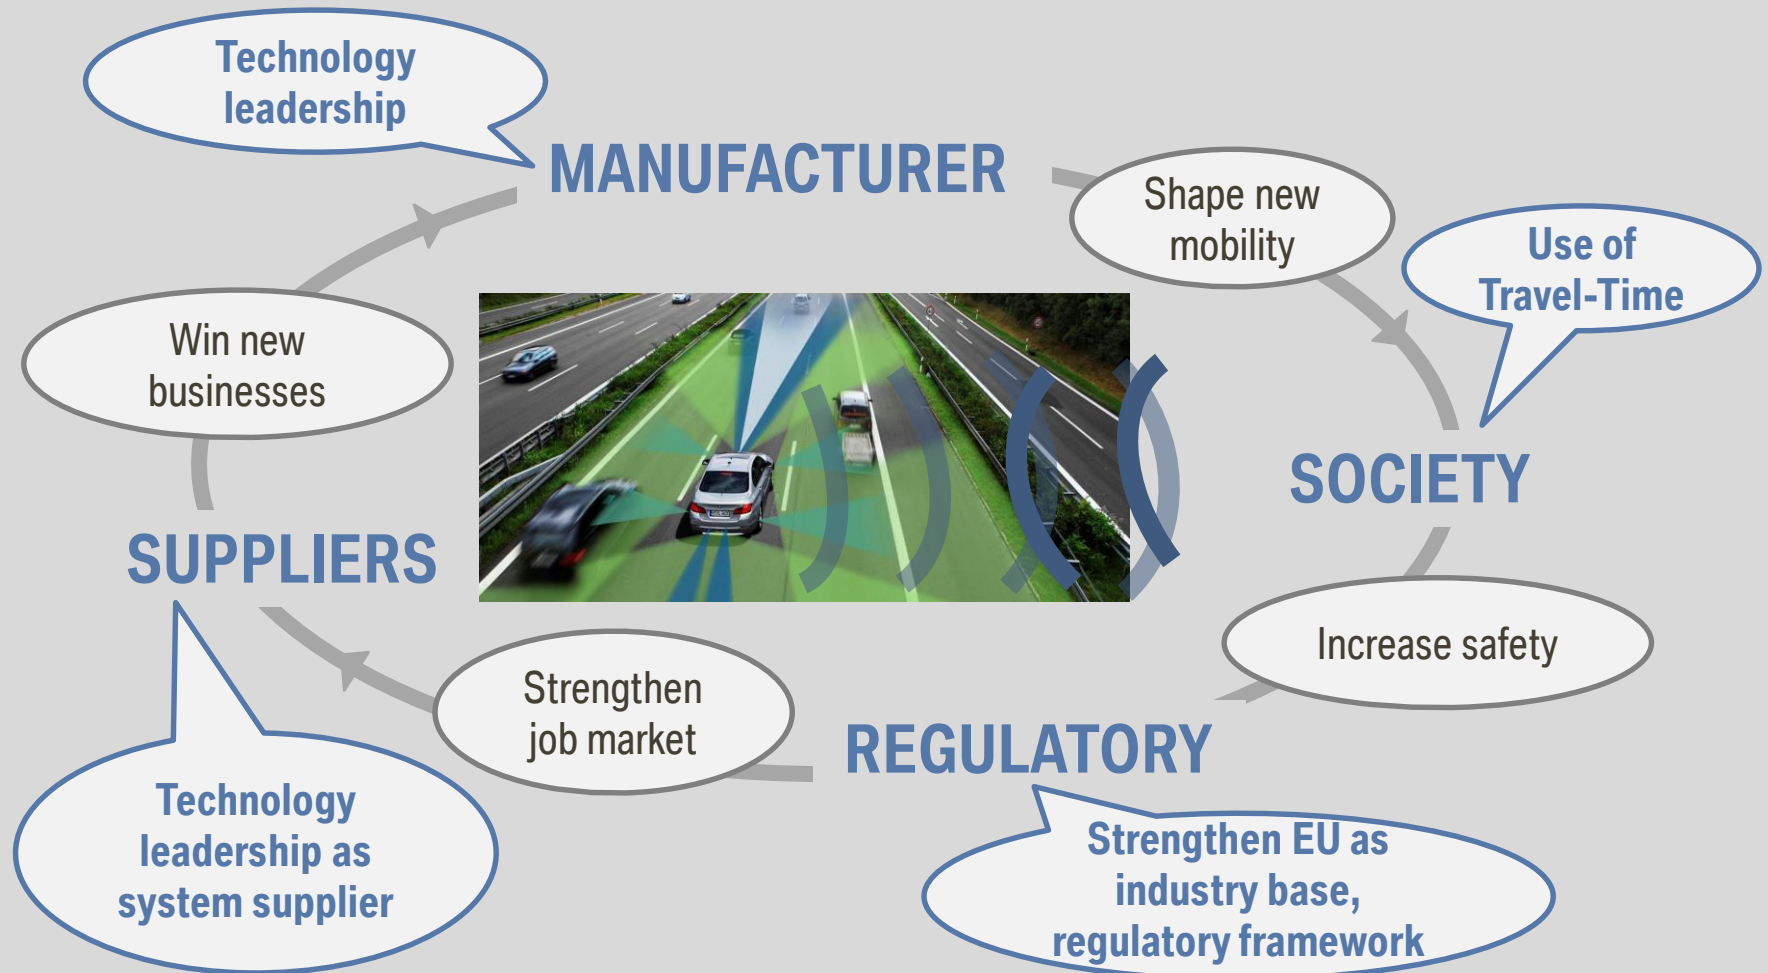 Technology
leadership
MANUFACTURER
Shape new
mobility
Use of
Travel-Time
Win new
businesses
SOCIETY
SUPPLIERS
Increase safety
Strengthen
job market
REGULATORY
Technology
leadership as
system supplier
Strengthen EU as
industry base,
regulatory framework